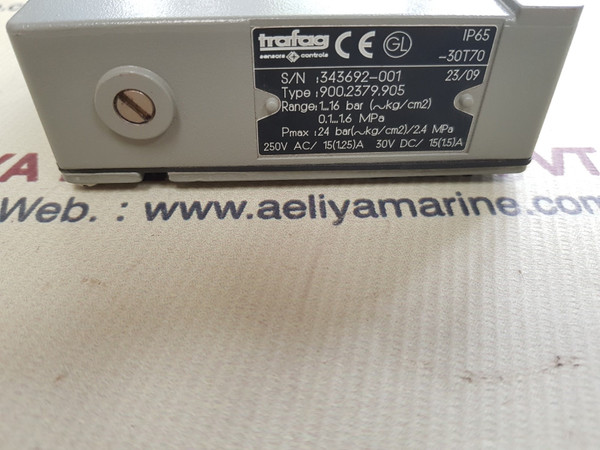 trafag
sensors controls
CE GL IP65
-30T70
S/N :343692-001 23/09
Type :900.2379.905
Range:1...16 bar (~kg/cm2)
0.1...1.6 MPa
Pmax :24 bar(~kg/cm2)/2.4 MPa
250V AC/ 15(1.25)A 30V DC/ 15(1.5)A
Web. : www.aeliyamarine.com